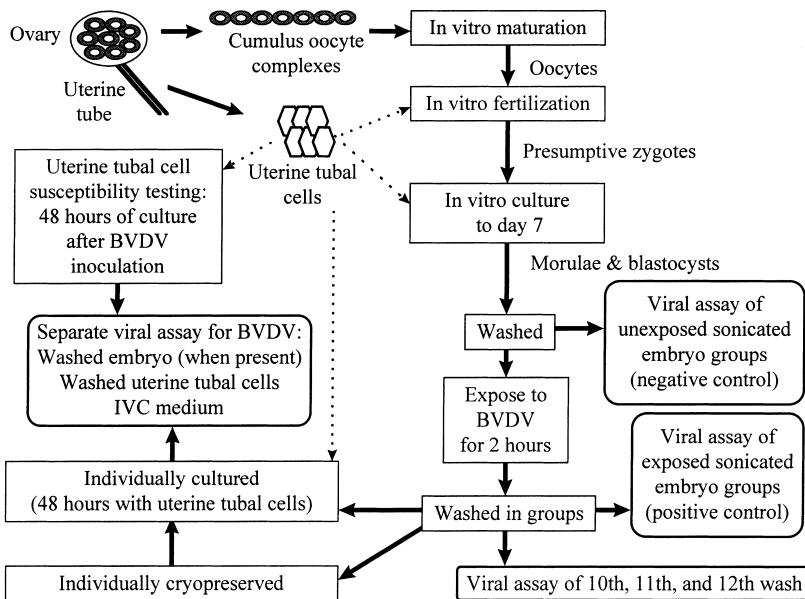 Ovary
Uterine
tube
Cumulus oocyte
complexes
In vitro maturation
Oocytes
In vitro fertilization
Presumptive zygotes
Uterine tubal
cells
Uterine tubal cell
susceptibility testing:
48 hours of culture
after BVDV
inoculation
In vitro culture
to day 7
Morulae & blastocysts
Washed
Viral assay of
unexposed sonicated
embryo groups
(negative control)
Separate viral assay for BVDV:
Washed embryo (when present)
Washed uterine tubal cells
IVC medium
Expose to
BVDV
for 2 hours
Viral assay of
exposed sonicated
embryo groups
(positive control)
Individually cultured
(48 hours with uterine tubal cells)
Washed in groups
Individually cryopreserved
Viral assay of 10th, 11th, and 12th wash